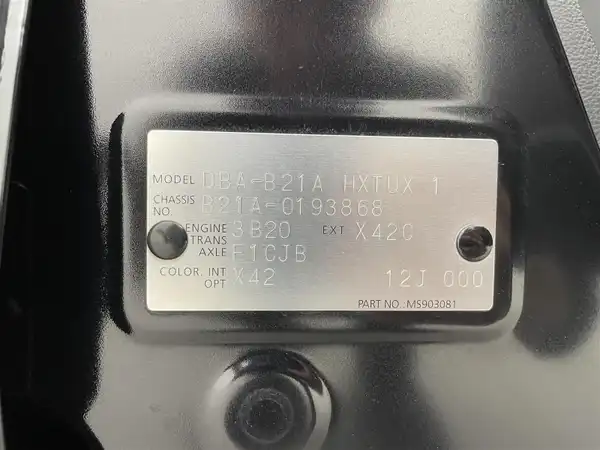 MODEL DBA-B21A HXTUX 1
CHASSIS NO. B21A-0193868
ENGINE 3B20 EXT X42C
TRANS AXLE F1CJB
COLOR. INT OPT X42 12J 000
PART NO.: MS903081